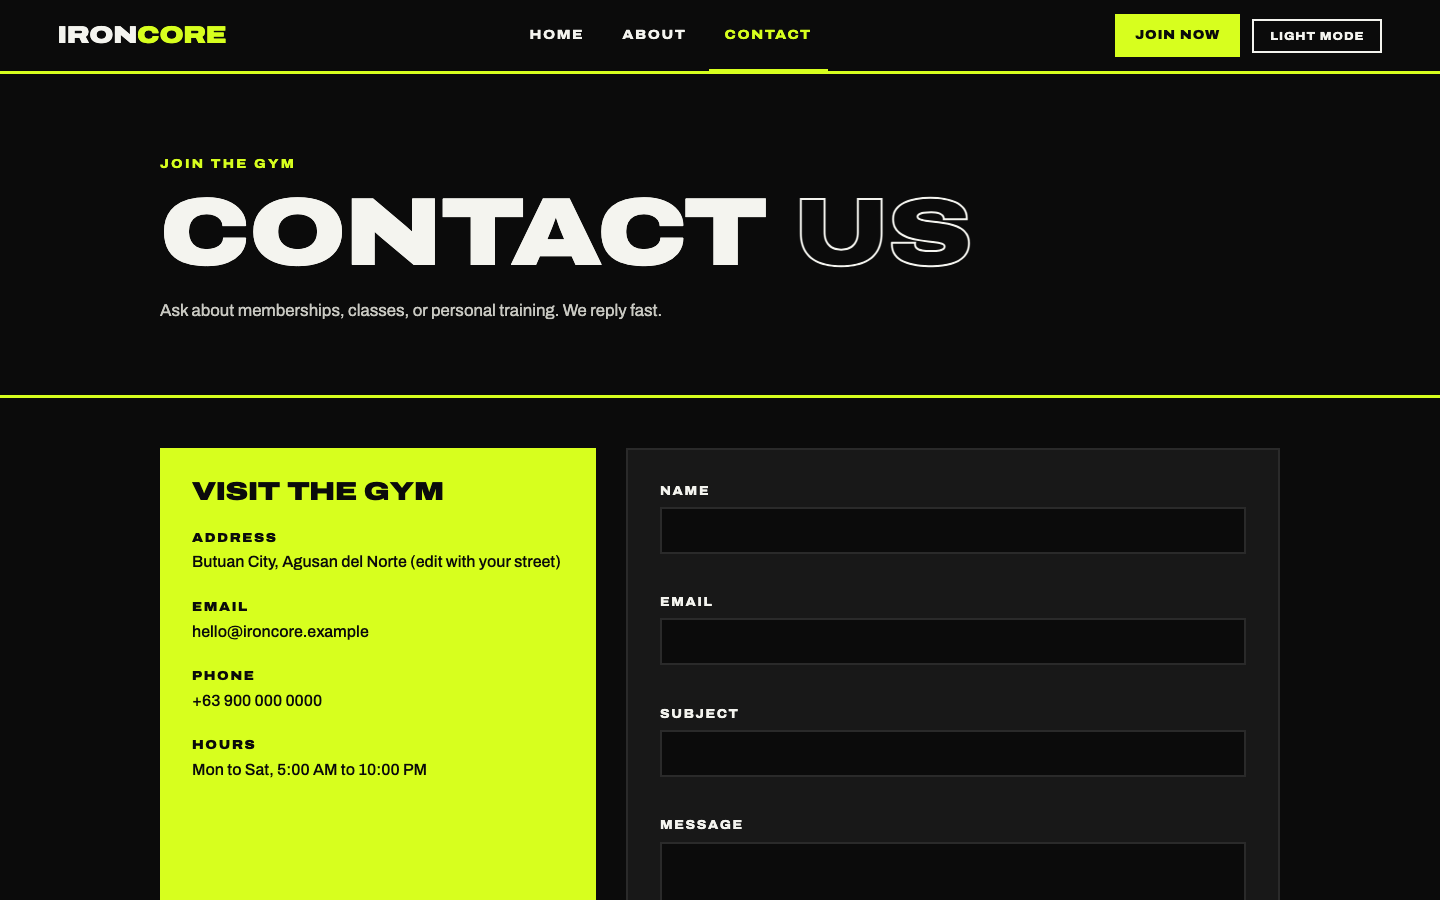 IRONCORE
HOME
ABOUT
CONTACT
JOIN NOW
LIGHT MODE
JOIN THE GYM
CONTACT US
Ask about memberships, classes, or personal training. We reply fast.
VISIT THE GYM
ADDRESS
Butuan City, Agusan del Norte (edit with your street)
EMAIL
hello@ironcore.example
PHONE
+63 900 000 0000
HOURS
Mon to Sat, 5:00 AM to 10:00 PM
NAME
EMAIL
SUBJECT
MESSAGE